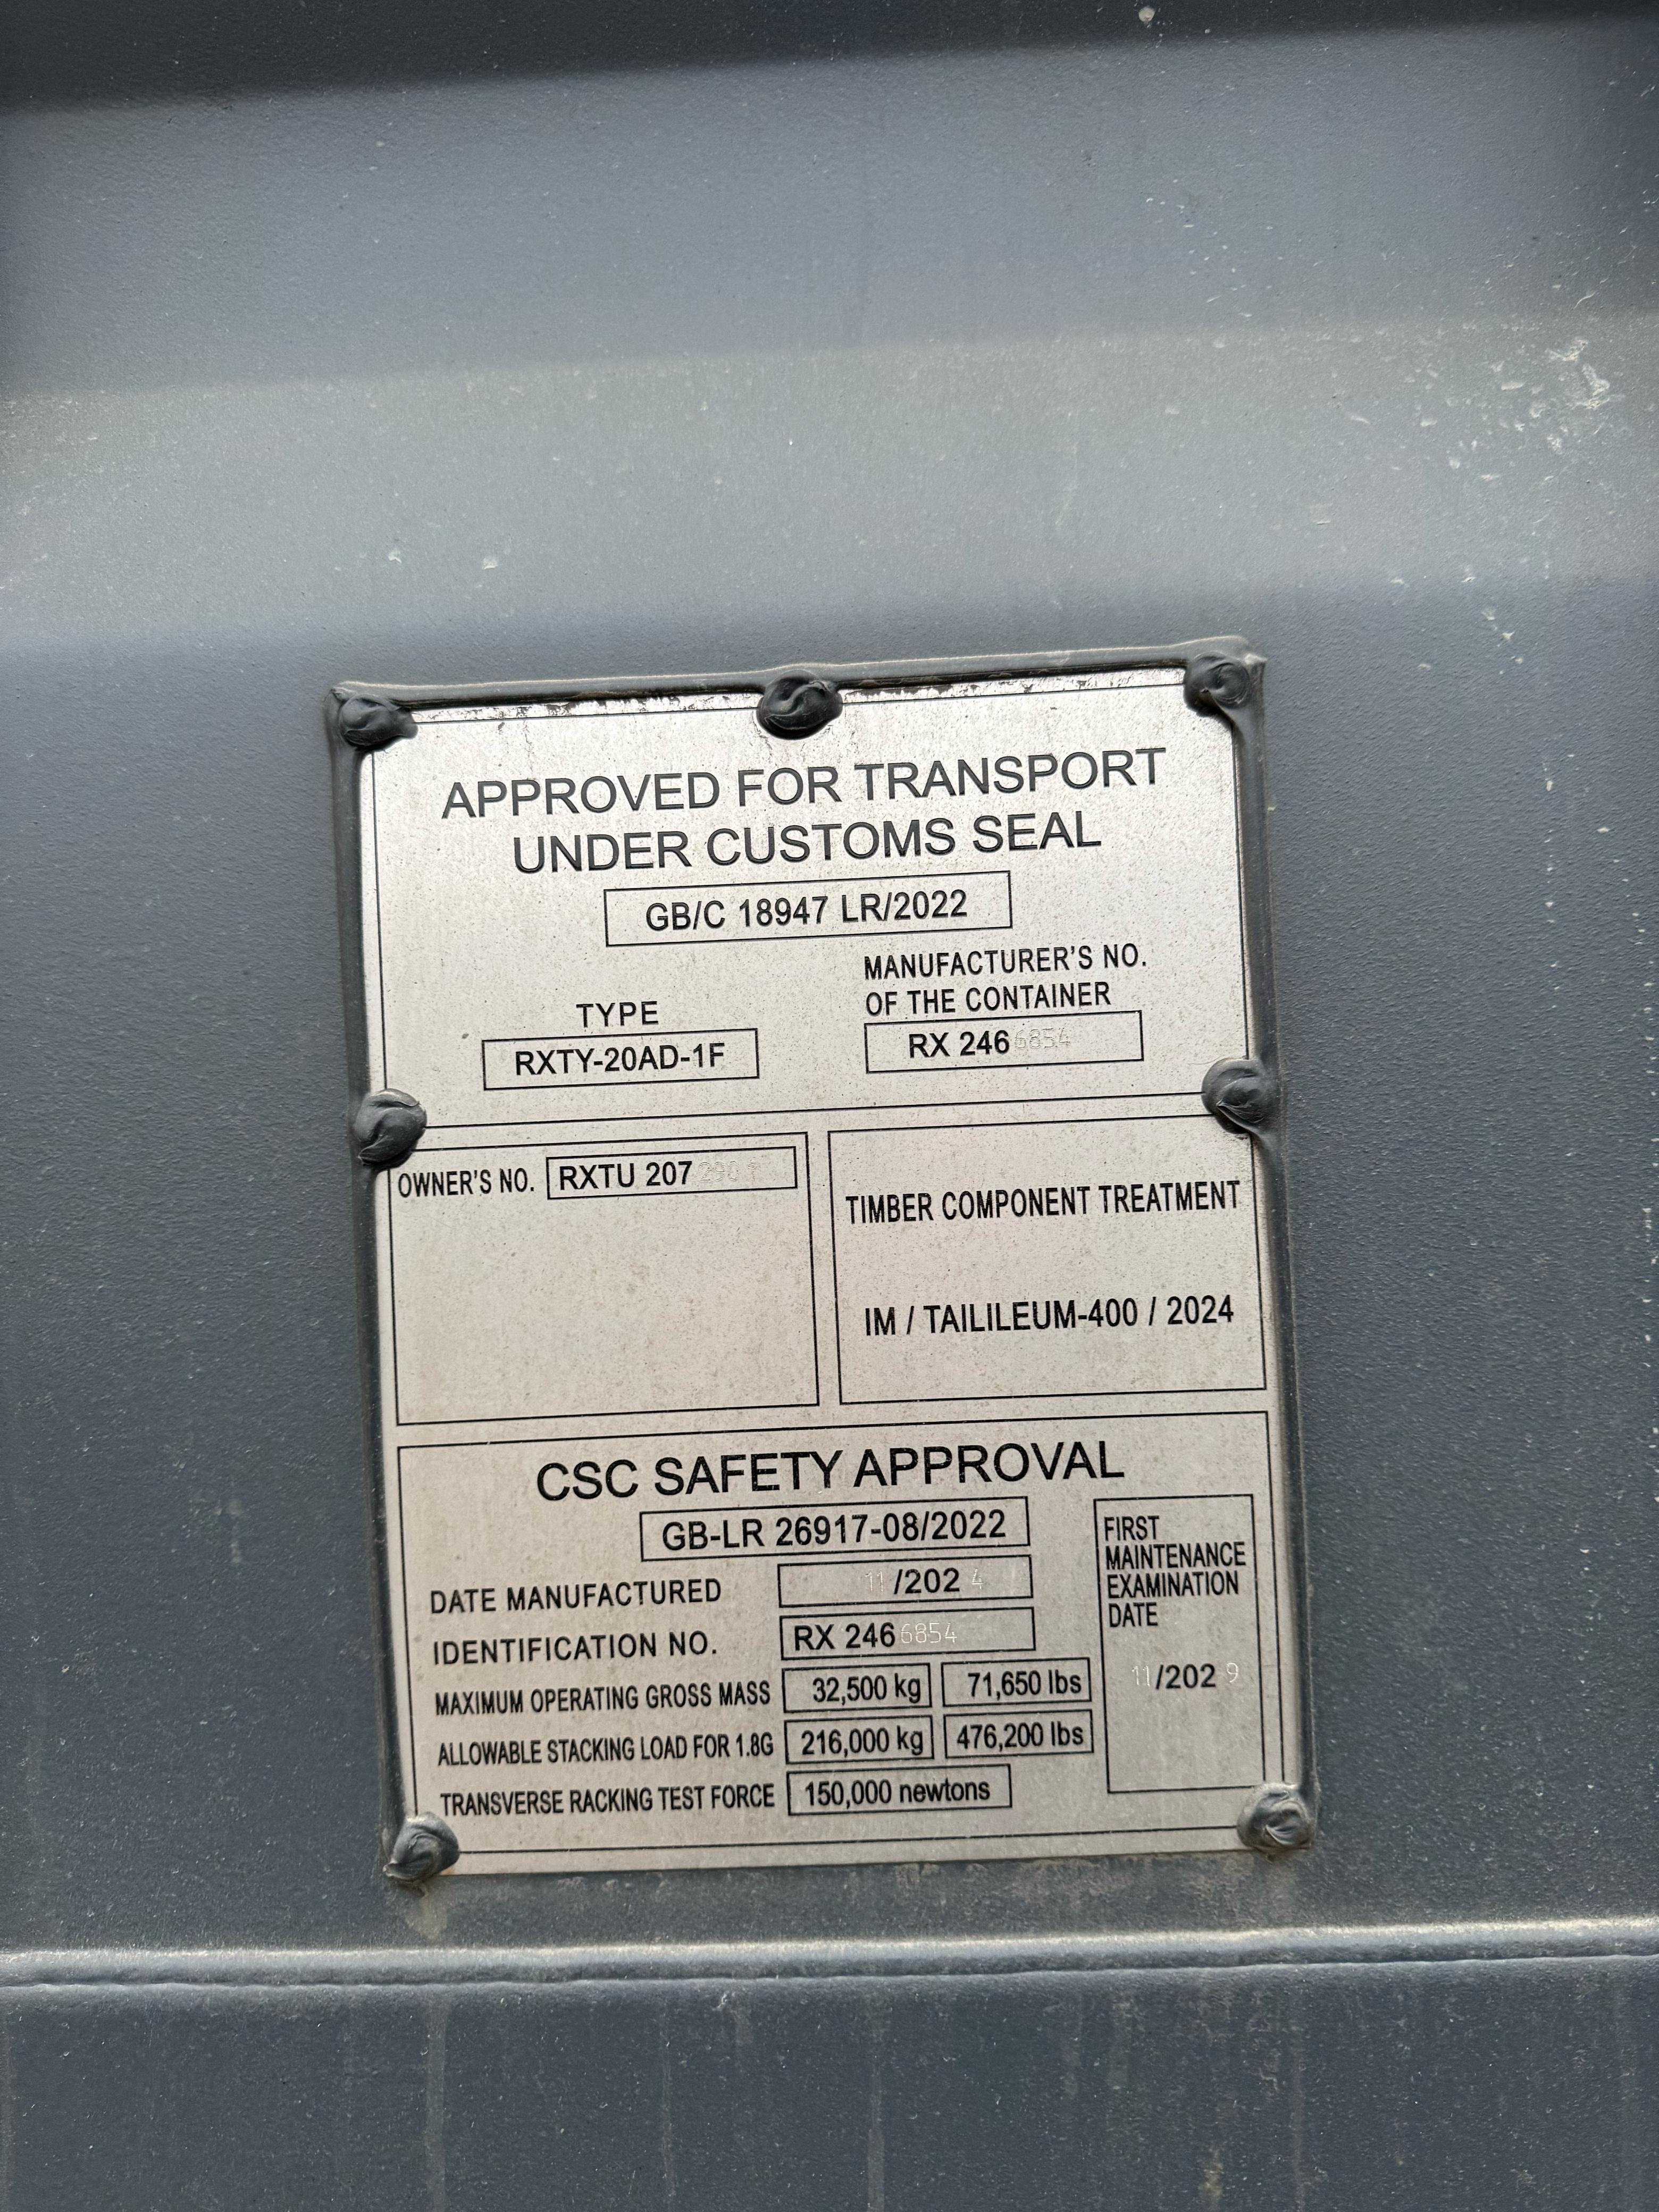 APPROVED FOR TRANSPORT
UNDER CUSTOMS SEAL
GB/C 18947 LR/2022
TYPE
RXTY-20AD-1F
MANUFACTURER'S NO.
OF THE CONTAINER
RX 2466854
OWNER'S NO. RXTU 207
TIMBER COMPONENT TREATMENT
IM / TAILILEUM-400 / 2024
CSC SAFETY APPROVAL
GB-LR 26917-08/2022
DATE MANUFACTURED 11/2024
IDENTIFICATION NO. RX 2466854
MAXIMUM OPERATING GROSS MASS 32,500 kg 71,650 lbs
ALLOWABLE STACKING LOAD FOR 1.8G 216,000 kg 476,200 lbs
TRANSVERSE RACKING TEST FORCE 150,000 newtons
FIRST
MAINTENANCE
EXAMINATION
DATE
11/2029